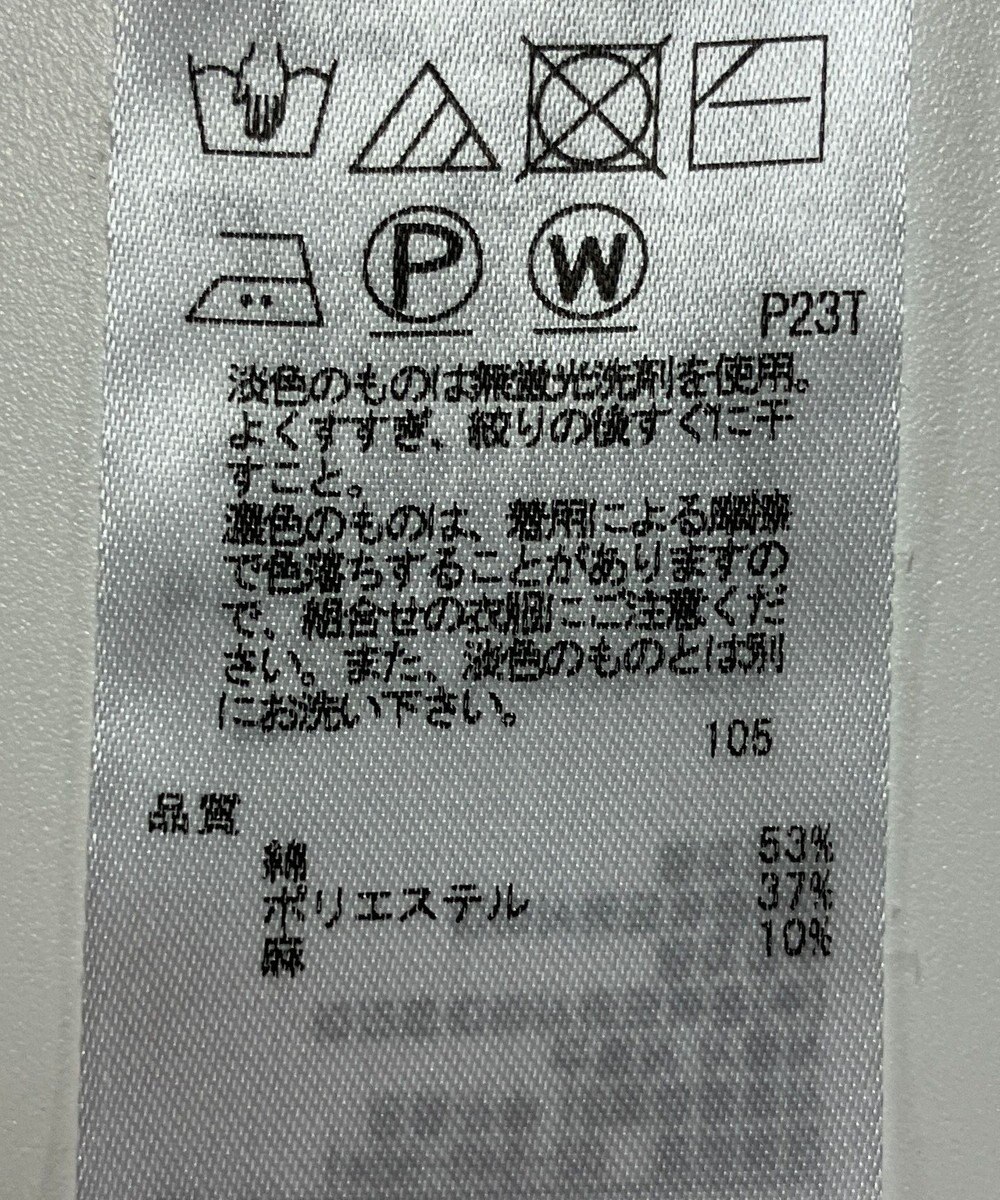 P
W
P23T
淡色のものは無蛍光洗剤を使用。
よくすすぎ、絞りの後すぐに干
すこと。
濃色のものは、着用による摩擦
で色落ちすることがありますの
で、組合せの衣服にご注意くだ
さい。また、淡色のものとは別
にお洗い下さい。
105
品質
綿 53%
ポリエステル 37%
麻 10%